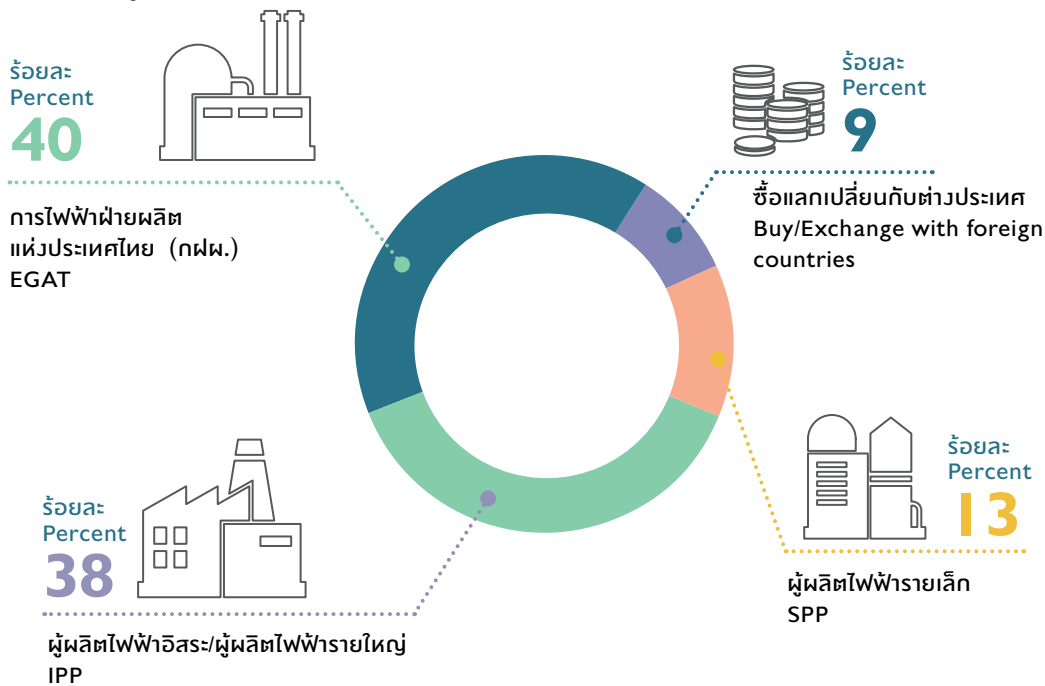 ร้อยละ
Percent
40
การไฟฟ้าฝ่ายผลิต
แห่งประเทศไทย (กฟผ.)
EGAT
ร้อยละ
Percent
9
ซื้อแลกเปลี่ยนกับต่างประเทศ
Buy/Exchange with foreign
countries
ร้อยละ
Percent
38
ผู้ผลิตไฟฟ้าอิสระ/ผู้ผลิตไฟฟ้ารายใหญ่
IPP
ร้อยละ
Percent
13
ผู้ผลิตไฟฟ้ารายเล็ก
SPP